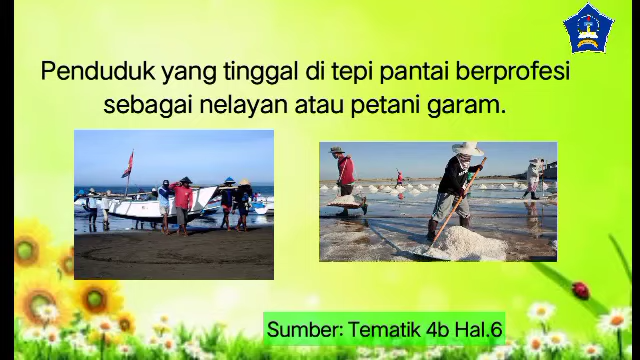 Penduduk yang tinggal di tepi pantai berprofesi
sebagai nelayan atau petani garam.
Sumber: Tematik 4b Hal.6